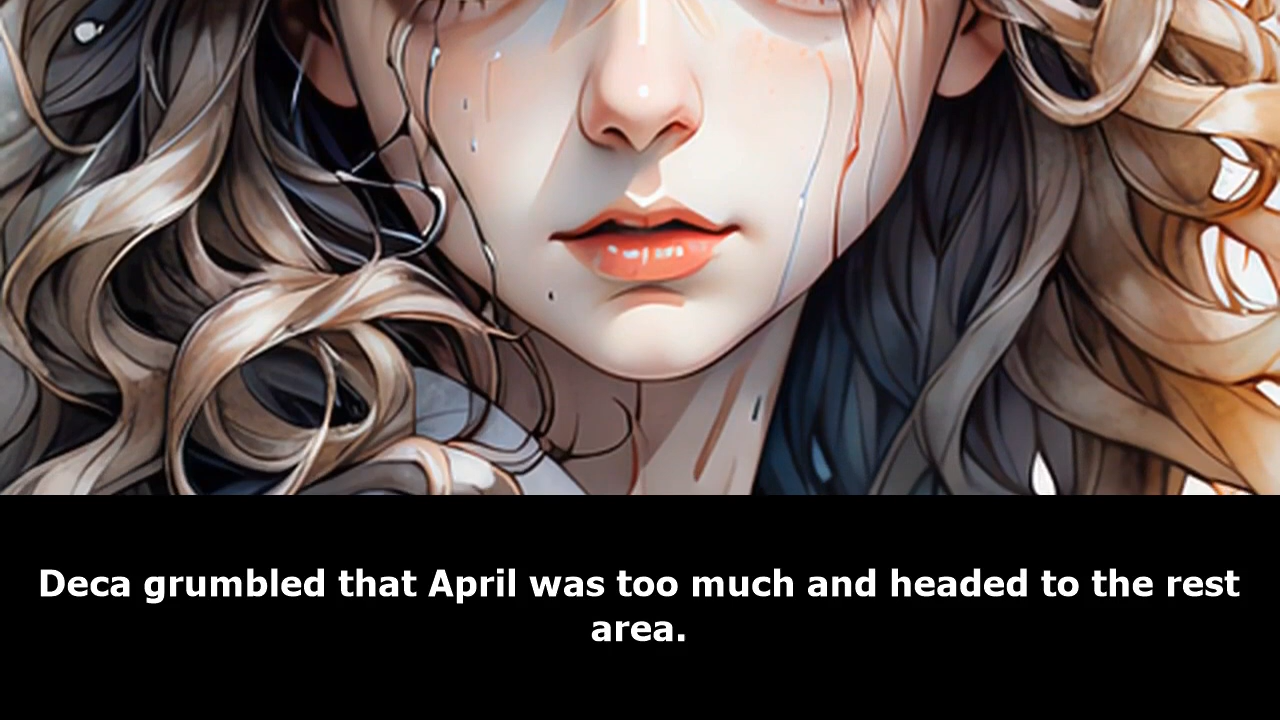 Deca grumbled that April was too much and headed to the rest
area.